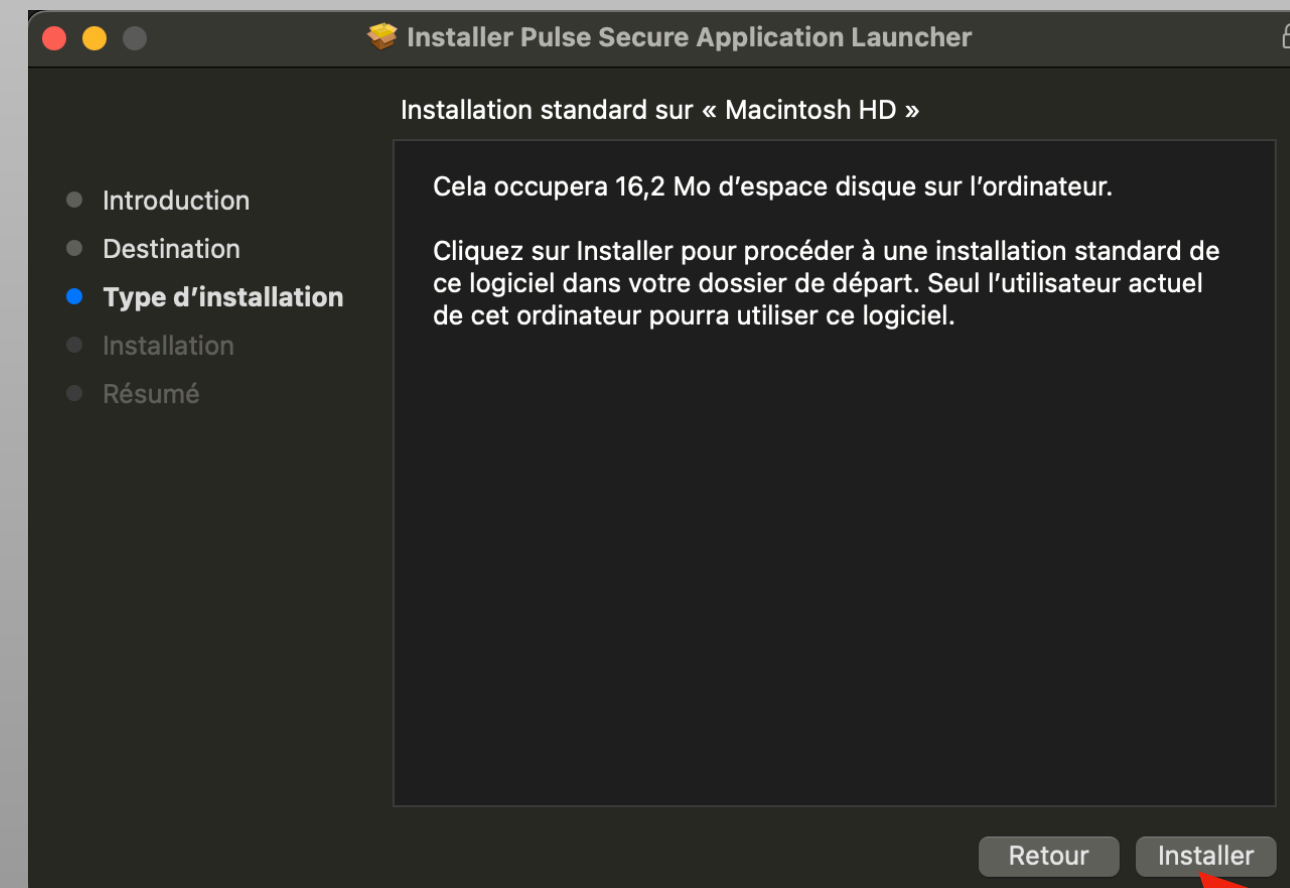 Installer Pulse Secure Application Launcher
Installation standard sur « Macintosh HD »
Introduction
Destination
Type d’installation
Installation
Résumé
Cela occupera 16,2 Mo d’espace disque sur l’ordinateur.
Cliquez sur Installer pour procéder à une installation standard de
ce logiciel dans votre dossier de départ. Seul l’utilisateur actuel
de cet ordinateur pourra utiliser ce logiciel.
Retour
Installer